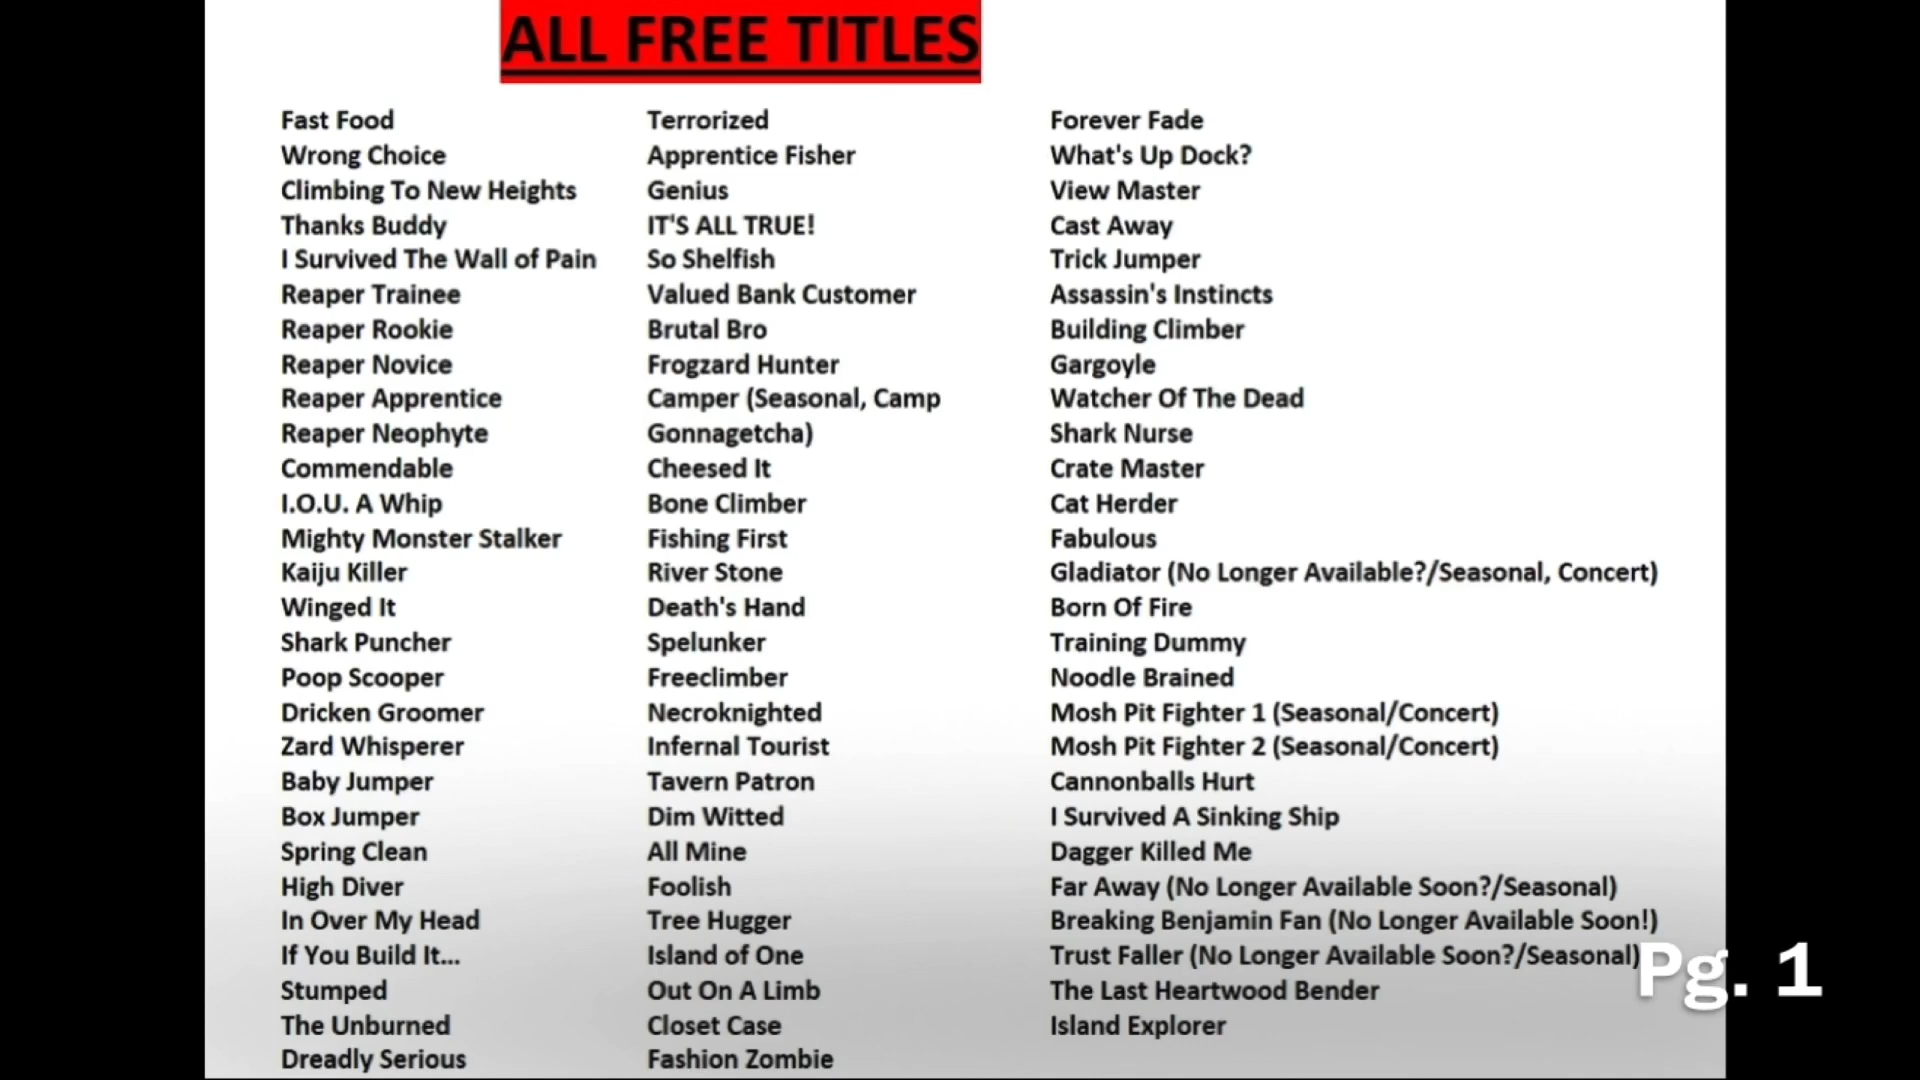 ALL FREE TITLES
Fast Food
Wrong Choice
Climbing To New Heights
Thanks Buddy
I Survived The Wall of Pain
Reaper Trainee
Reaper Rookie
Reaper Novice
Reaper Apprentice
Reaper Neophyte
Commendable
I.O.U. A Whip
Mighty Monster Stalker
Kaiju Killer
Winged It
Shark Puncher
Poop Scooper
Dricken Groomer
Zard Whisperer
Baby Jumper
Box Jumper
Spring Clean
High Diver
In Over My Head
If You Build It...
Stumped
The Unburned
Dreadly Serious
Terrorized
Apprentice Fisher
Genius
IT'S ALL TRUE!
So Shelfish
Valued Bank Customer
Brutal Bro
Frogzard Hunter
Camper (Seasonal, Camp
Gonnagetcha)
Cheesed It
Bone Climber
Fishing First
River Stone
Death's Hand
Spelunker
Freeclimber
Necroknighted
Infernal Tourist
Tavern Patron
Dim Witted
All Mine
Foolish
Tree Hugger
Island of One
Out On A Limb
Closet Case
Fashion Zombie
Forever Fade
What's Up Dock?
View Master
Cast Away
Trick Jumper
Assassin's Instincts
Building Climber
Gargoyle
Watcher Of The Dead
Shark Nurse
Crate Master
Cat Herder
Fabulous
Gladiator (No Longer Available?/Seasonal, Concert)
Born Of Fire
Training Dummy
Noodle Brained
Mosh Pit Fighter 1 (Seasonal/Concert)
Mosh Pit Fighter 2 (Seasonal/Concert)
Cannonballs Hurt
I Survived A Sinking Ship
Dagger Killed Me
Far Away (No Longer Available Soon?/Seasonal)
Breaking Benjamin Fan (No Longer Available Soon!)
Trust Faller (No Longer Available Soon?/Seasonal)
The Last Heartwood Bender
Island Explorer
Pg. 1